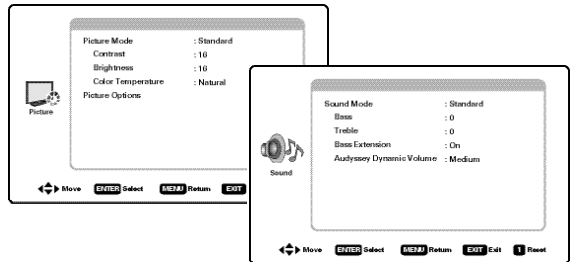 Picture Mode : Standard
Contrast : 16
Brightness : 16
Color Temperature : Natural
Picture Options
Picture
Move ENTER Select MENU Return EXIT
Sound Mode : Standard
Bass : 0
Treble : 0
Bass Extension : On
Audyssey Dynamic Volume : Medium
Sound
Move ENTER Select MENU Return EXIT Exit 1 Reset